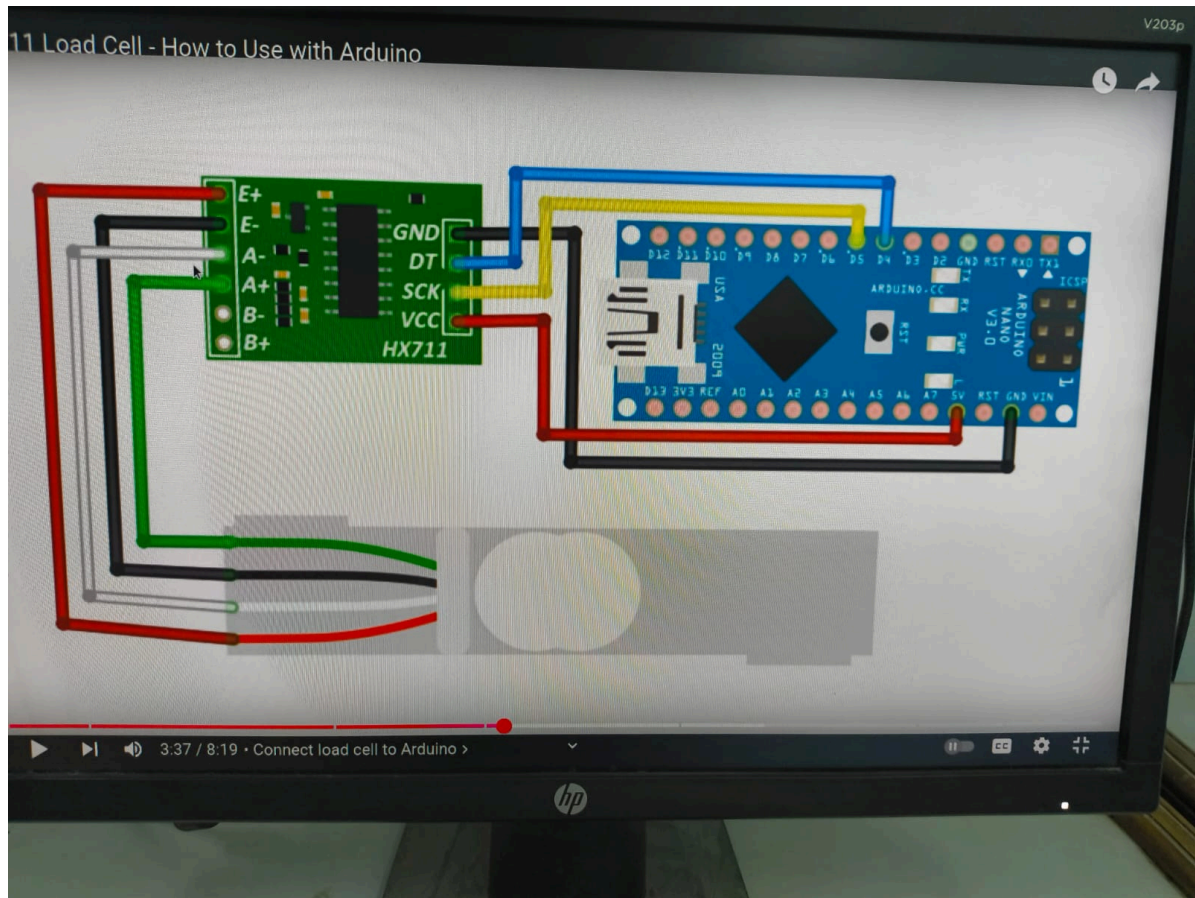 V203p
11 Load Cell - How to Use with Arduino
E+
E-
A-
A+
B-
B+
GND
DT
SCK
VCC
HX711
D12 D11 D10 D9 D8 D7 D6 D5 D4 D3 D2 GND RST RX0 TX1
TX
RX
PWR
L
RST
USA
2009
ARDUINO.CC
ARDUINO
NANO
V3.0
ICSP
1
D13 3V3 REF A0 A1 A2 A3 A4 A5 A6 A7 5V RST GND VIN
3:37 / 8:19 • Connect load cell to Arduino ›
CC
hp